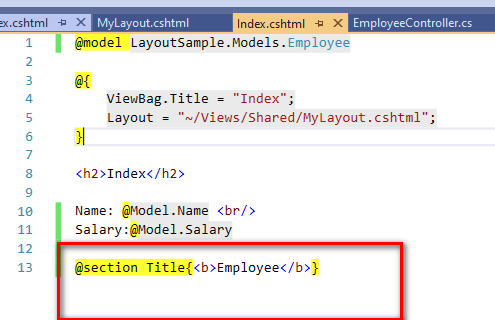 ex.cshtml
MyLayout.cshtml
Index.cshtml
EmployeeController.cs
1 @model LayoutSample.Models.Employee
2
3 @{
4 ViewBag.Title = "Index";
5 Layout = "~/Views/Shared/MyLayout.cshtml";
6 }
7
8 <h2>Index</h2>
9
10 Name: @Model.Name <br/>
11 Salary:@Model.Salary
12
13 @section Title{<b>Employee</b>}